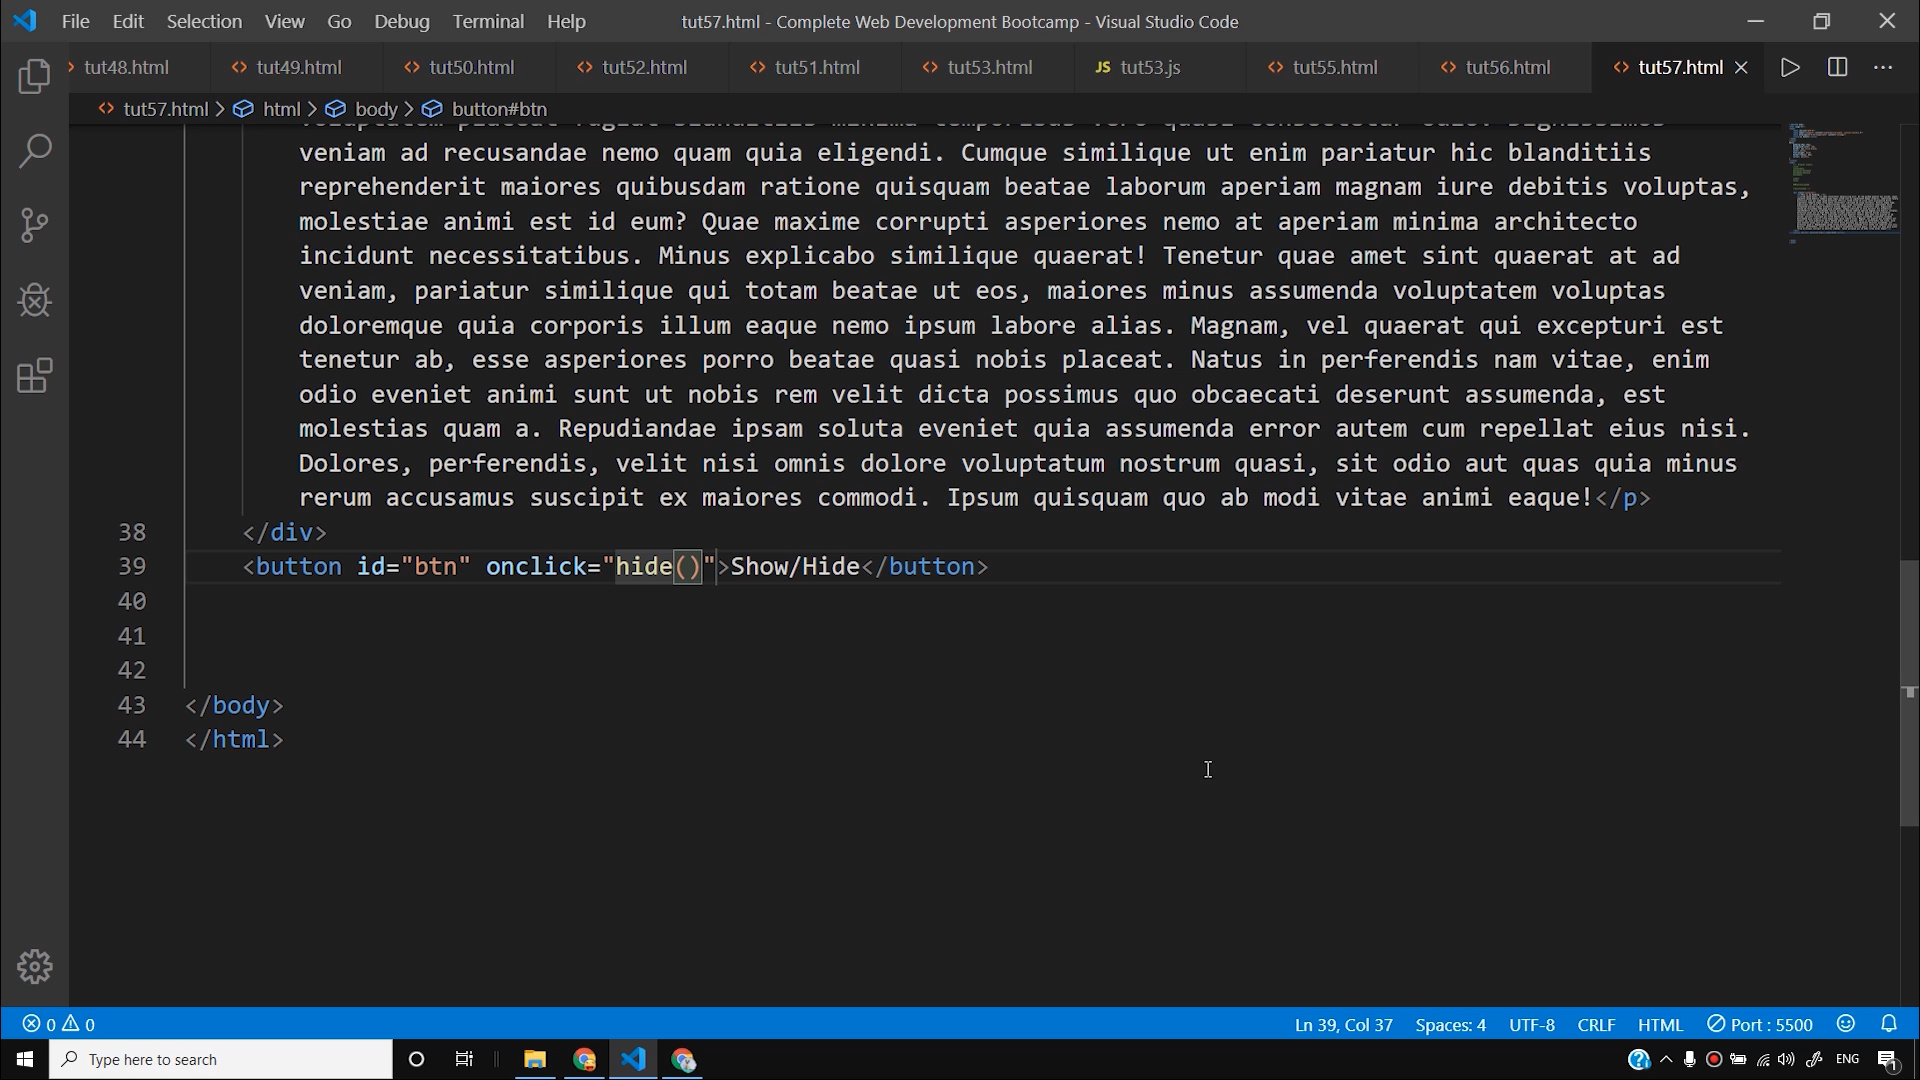 File Edit Selection View Go Debug Terminal Help tut57.html - Complete Web Development Bootcamp - Visual Studio Code
tut48.html tut49.html tut50.html tut52.html tut51.html tut53.html JS tut53.js tut55.html tut56.html tut57.html
tut57.html > html > body > button#btn
veniam ad recusandae nemo quam quia eligendi. Cumque similique ut enim pariatur hic blanditiis
reprehenderit maiores quibusdam ratione quisquam beatae laborum aperiam magnam iure debitis voluptas,
molestiae animi est id eum? Quae maxime corrupti asperiores nemo at aperiam minima architecto
incidunt necessitatibus. Minus explicabo similique quaerat! Tenetur quae amet sint quaerat at ad
veniam, pariatur similique qui totam beatae ut eos, maiores minus assumenda voluptatem voluptas
doloremque quia corporis illum eaque nemo ipsum labore alias. Magnam, vel quaerat qui excepturi est
tenetur ab, esse asperiores porro beatae quasi nobis placeat. Natus in perferendis nam vitae, enim
odio eveniet animi sunt ut nobis rem velit dicta possimus quo obcaecati deserunt assumenda, est
molestias quam a. Repudiandae ipsam soluta eveniet quia assumenda error autem cum repellat eius nisi.
Dolores, perferendis, velit nisi omnis dolore voluptatum nostrum quasi, sit odio aut quas quia minus
rerum accusamus suscipit ex maiores commodi. Ipsum quisquam quo ab modi vitae animi eaque!</p>
38 </div>
39 <button id="btn" onclick="hide()">Show/Hide</button>
40
41
42
43 </body>
44 </html>
0 0 Ln 39, Col 37 Spaces: 4 UTF-8 CRLF HTML Port : 5500
Type here to search ENG 1